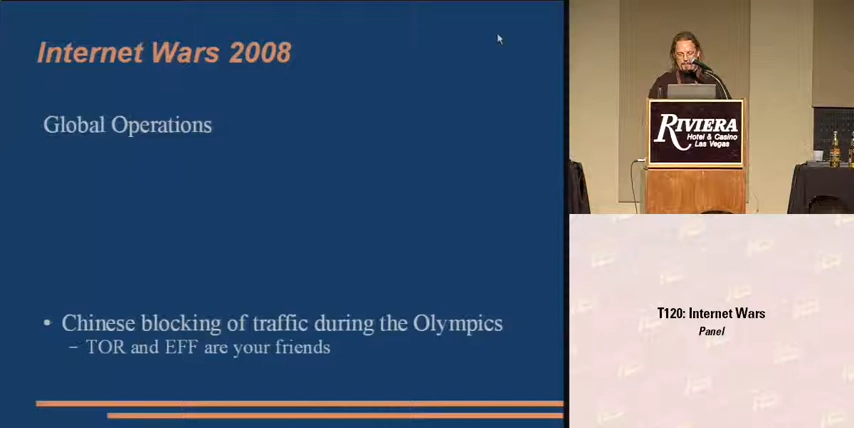 Internet Wars 2008
Global Operations
• Chinese blocking of traffic during the Olympics
– TOR and EFF are your friends
RIVIERA
Hotel & Casino
Las Vegas
T120: Internet Wars
Panel